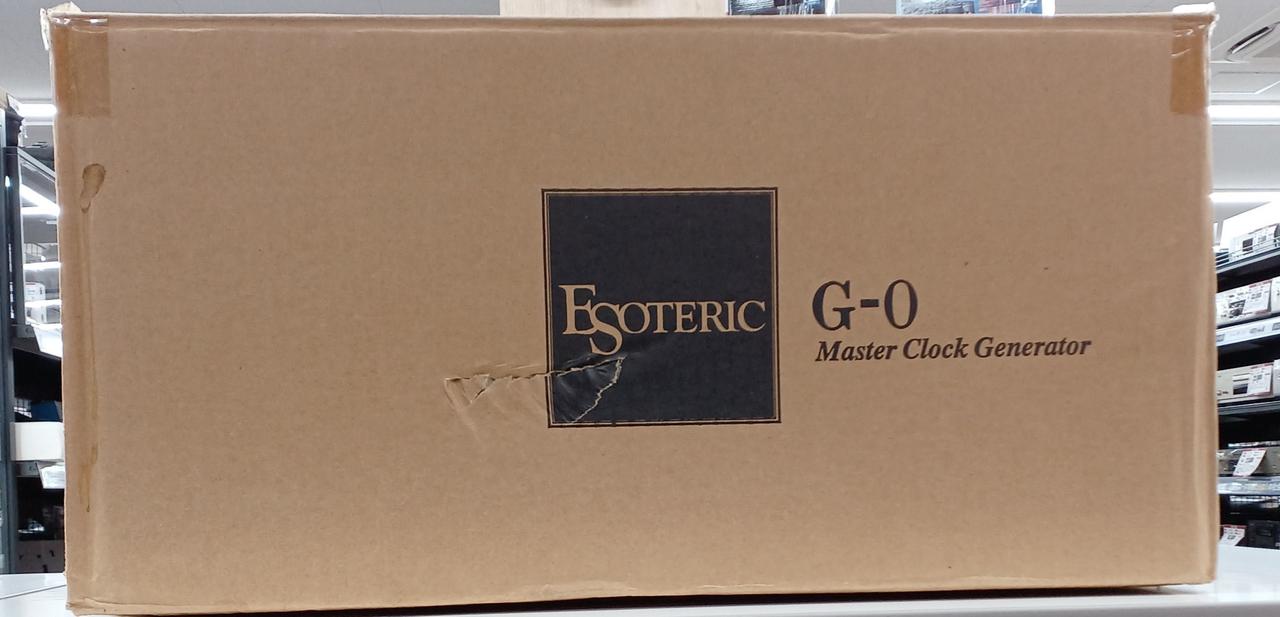 ESOTERIC
G-0
Master Clock Generator